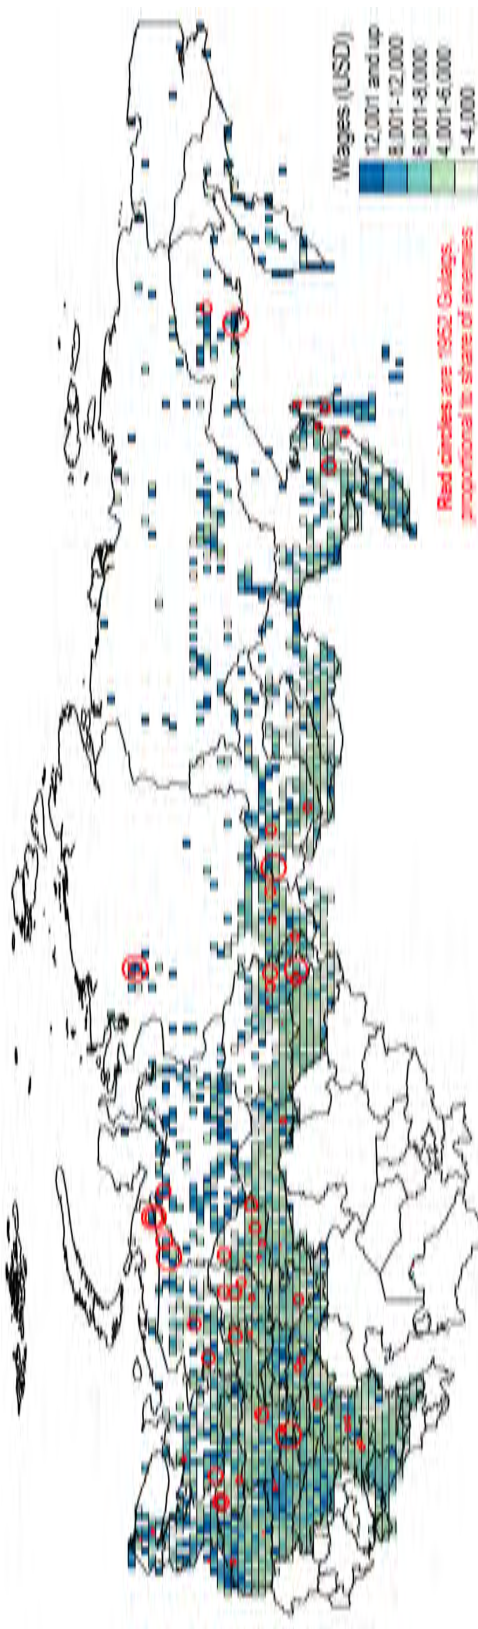 Wages (USD)
12,001 and up
8,001-12,000
6,001-8,000
4,001-6,000
1-4,000
Red circles are 1952 Gulags,
proportional to share of enemies